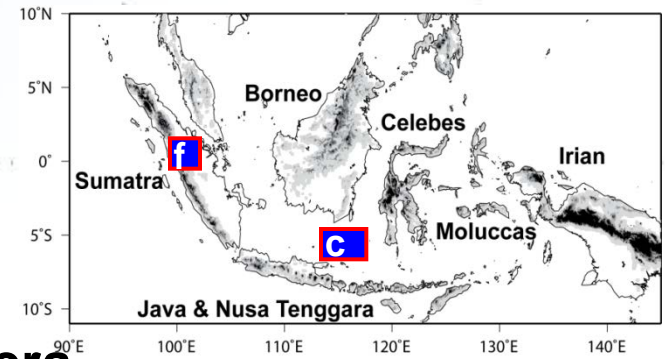 10°N
5°N
0°
5°S
10°S
Borneo
Celebes
Irian
f
Sumatra
C
Moluccas
Java & Nusa Tenggara
90°E
100°E
110°E
120°E
130°E
140°E